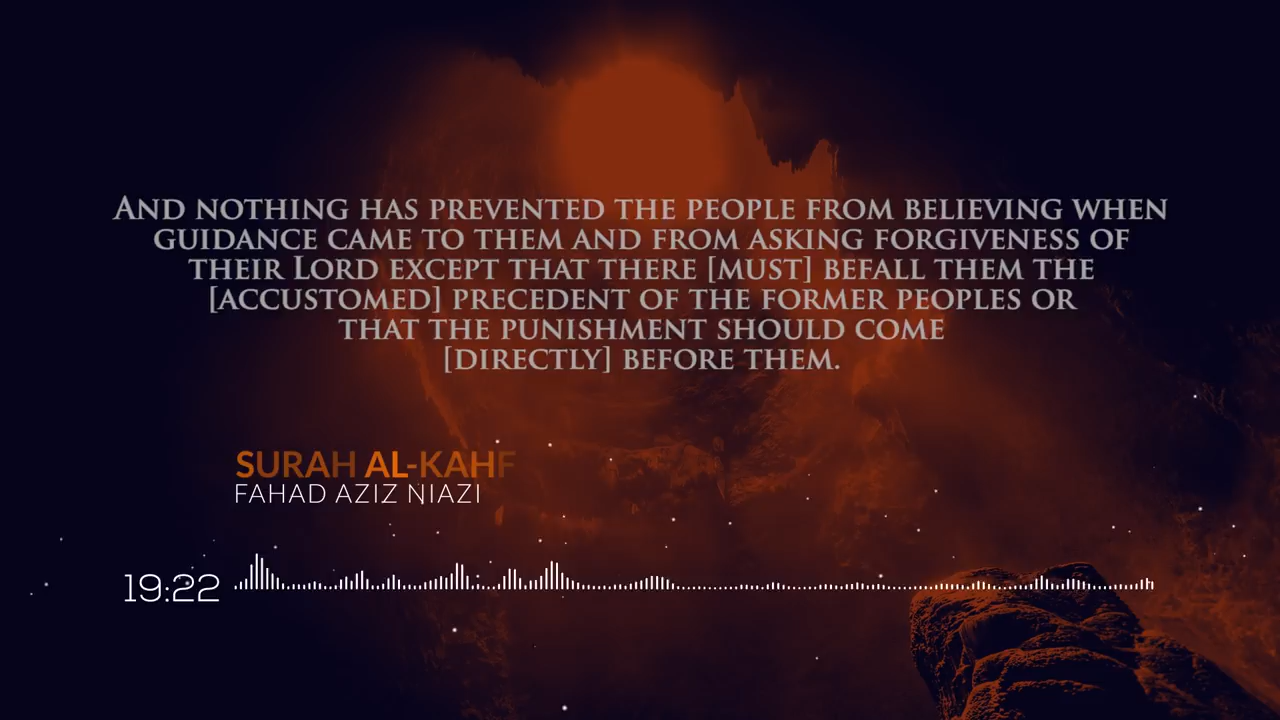 And nothing has prevented the people from believing when
guidance came to them and from asking forgiveness of
their Lord except that there [must] befall them the
[accustomed] precedent of the former peoples or
that the punishment should come
[directly] before them.
SURAH AL-KAHF
FAHAD AZIZ NIAZI
19:22